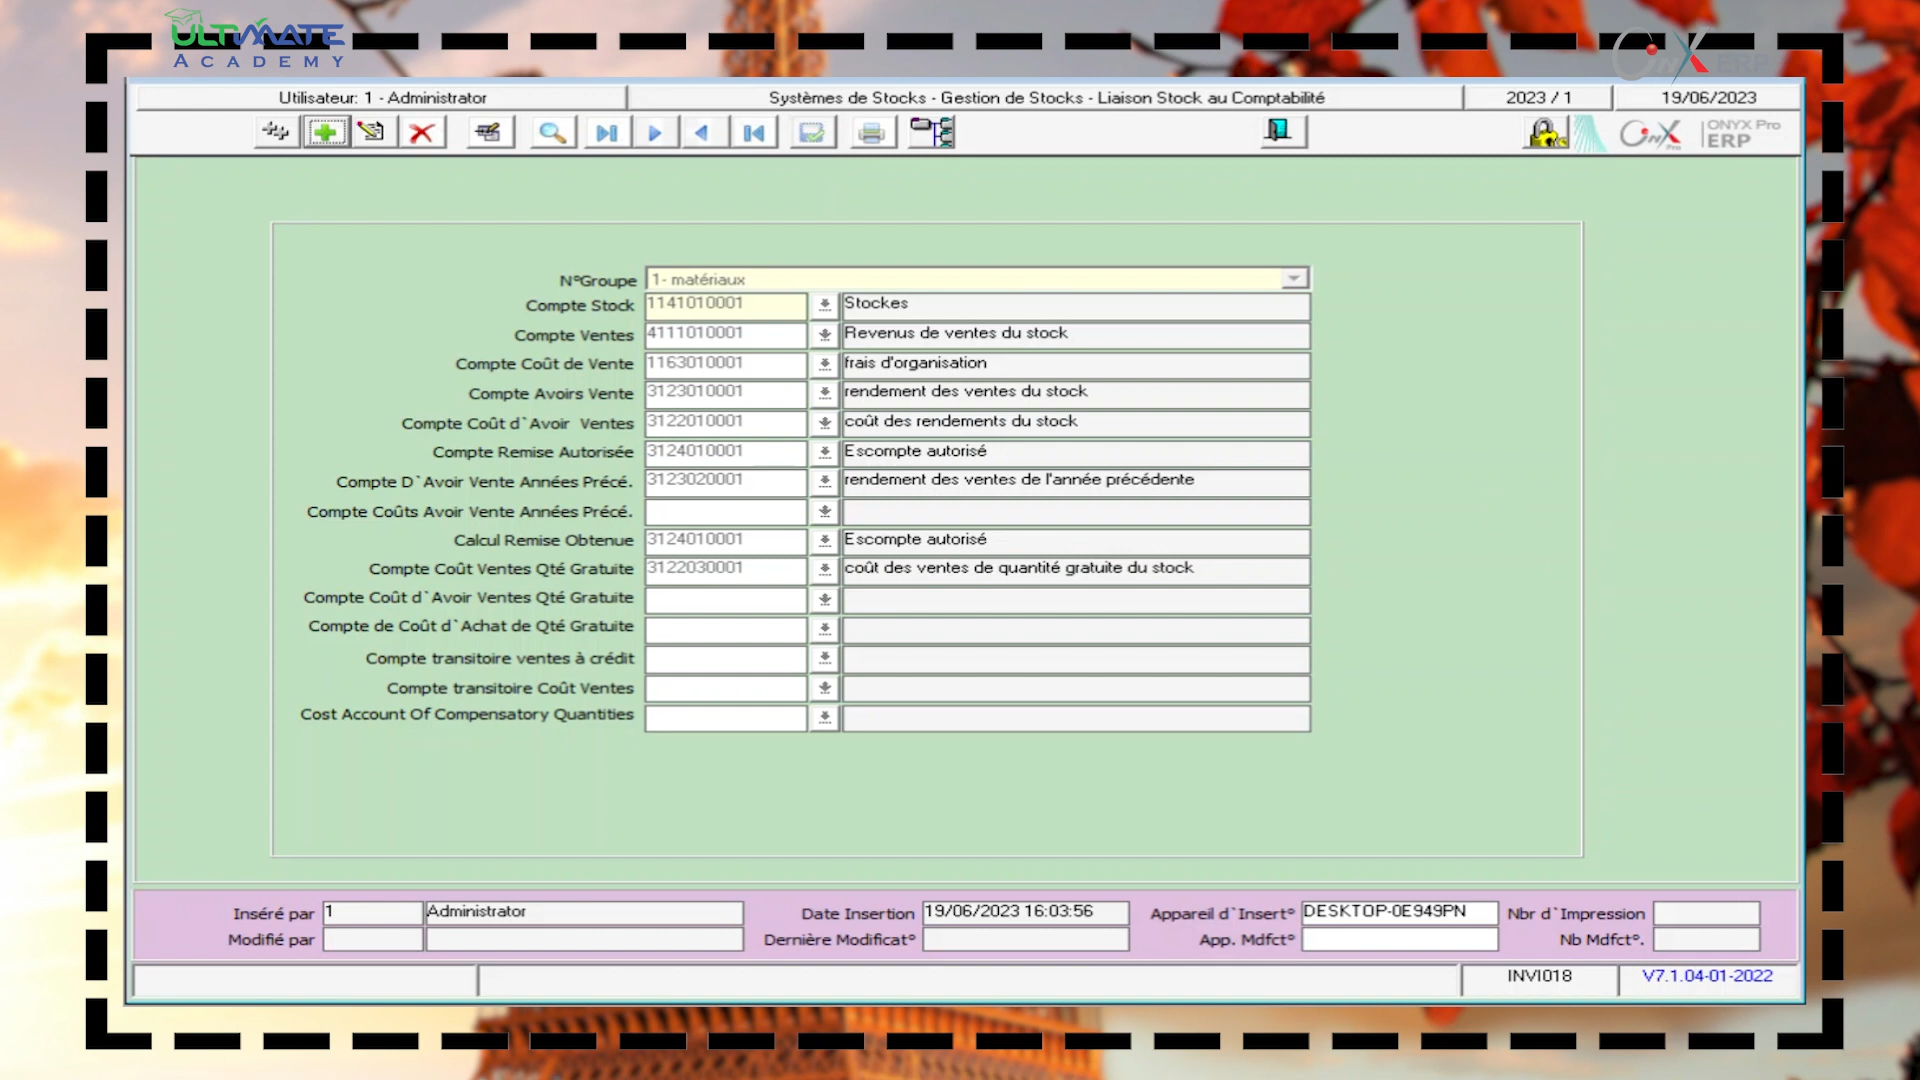 ULTIMATE
ACADEMY
Utilisateur: 1 - Administrator
Systèmes de Stocks - Gestion de Stocks - Liaison Stock au Comptabilité
2023 / 1
19/06/2023
OnX Pro
ONYX Pro
ERP
N°Groupe 1- matériaux
Compte Stock 1141010001 Stockes
Compte Ventes 4111010001 Revenus de ventes du stock
Compte Coût de Vente 1163010001 frais d'organisation
Compte Avoirs Vente 3123010001 rendement des ventes du stock
Compte Coût d`Avoir Ventes 3122010001 coût des rendements du stock
Compte Remise Autorisée 3124010001 Escompte autorisé
Compte D`Avoir Vente Années Précé. 3123020001 rendement des ventes de l'année précédente
Compte Coûts Avoir Vente Années Précé.
Calcul Remise Obtenue 3124010001 Escompte autorisé
Compte Coût Ventes Qté Gratuite 3122030001 coût des ventes de quantité gratuite du stock
Compte Coût d`Avoir Ventes Qté Gratuite
Compte de Coût d`Achat de Qté Gratuite
Compte transitoire ventes à crédit
Compte transitoire Coût Ventes
Cost Account Of Compensatory Quantities
Inséré par 1 Administrator Date Insertion 19/06/2023 16:03:56 Appareil d`Insert° DESKTOP-0E949PN Nbr d`Impression
Modifié par Dernière Modificat° App. Mdfct° Nb Mdfct°.
INVI018
V7.1.04-01-2022